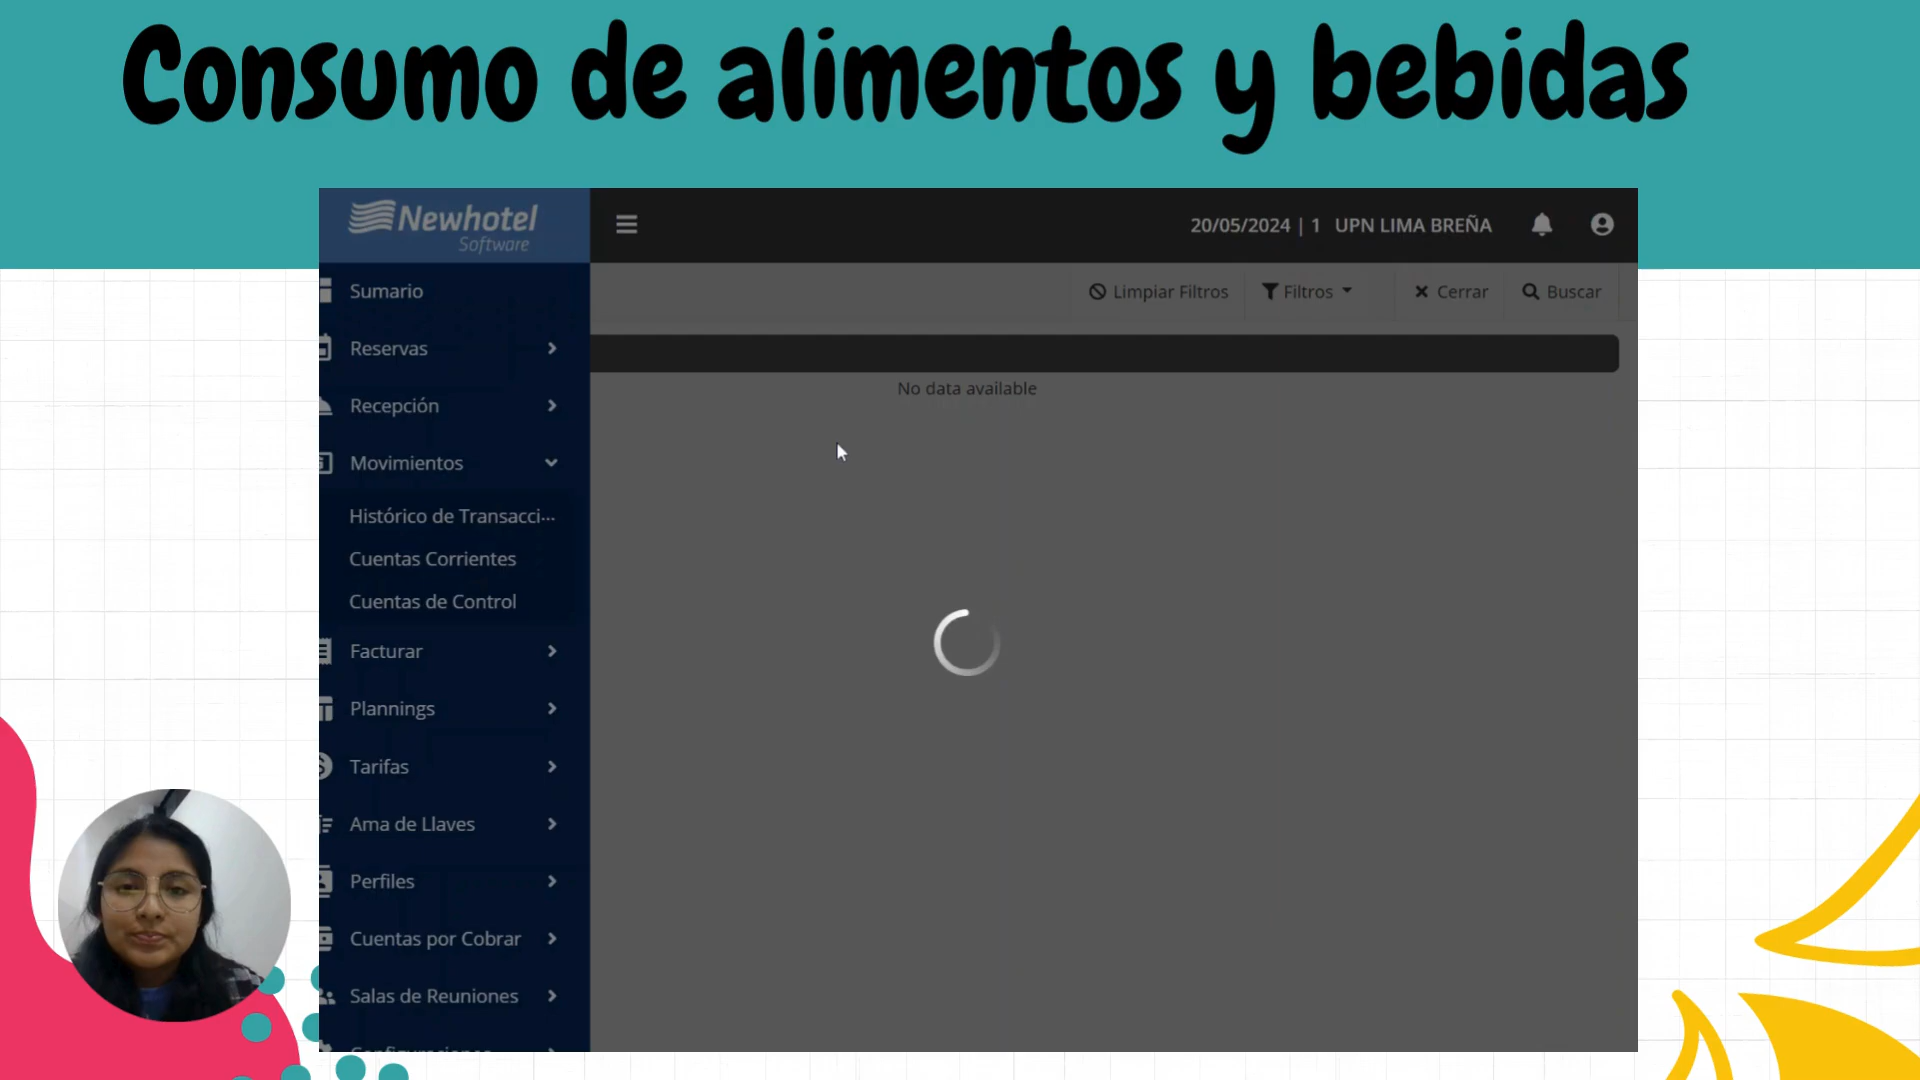 Consumo de alimentos y bebidas
Newhotel
Software
20/05/2024 | 1 UPN LIMA BREÑA
Sumario
Limpiar Filtros
Filtros
Cerrar
Buscar
Reservas
No data available
Recepción
Movimientos
Histórico de Transacci...
Cuentas Corrientes
Cuentas de Control
Facturar
Plannings
Tarifas
Ama de Llaves
Perfiles
Cuentas por Cobrar
Salas de Reuniones